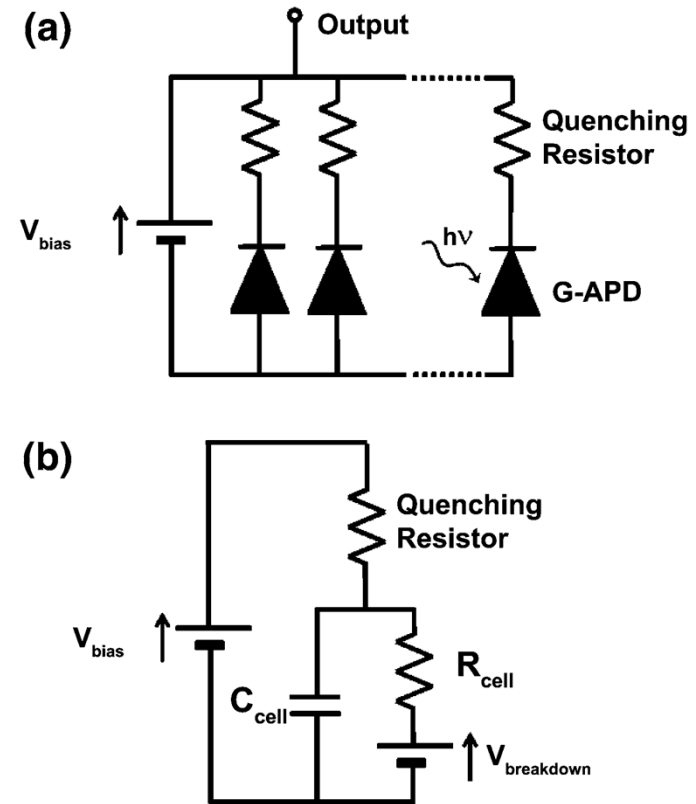 (a)
Output
Quenching
Resistor
V_bias
hν
G-APD
(b)
Quenching
Resistor
V_bias
R_cell
C_cell
V_breakdown